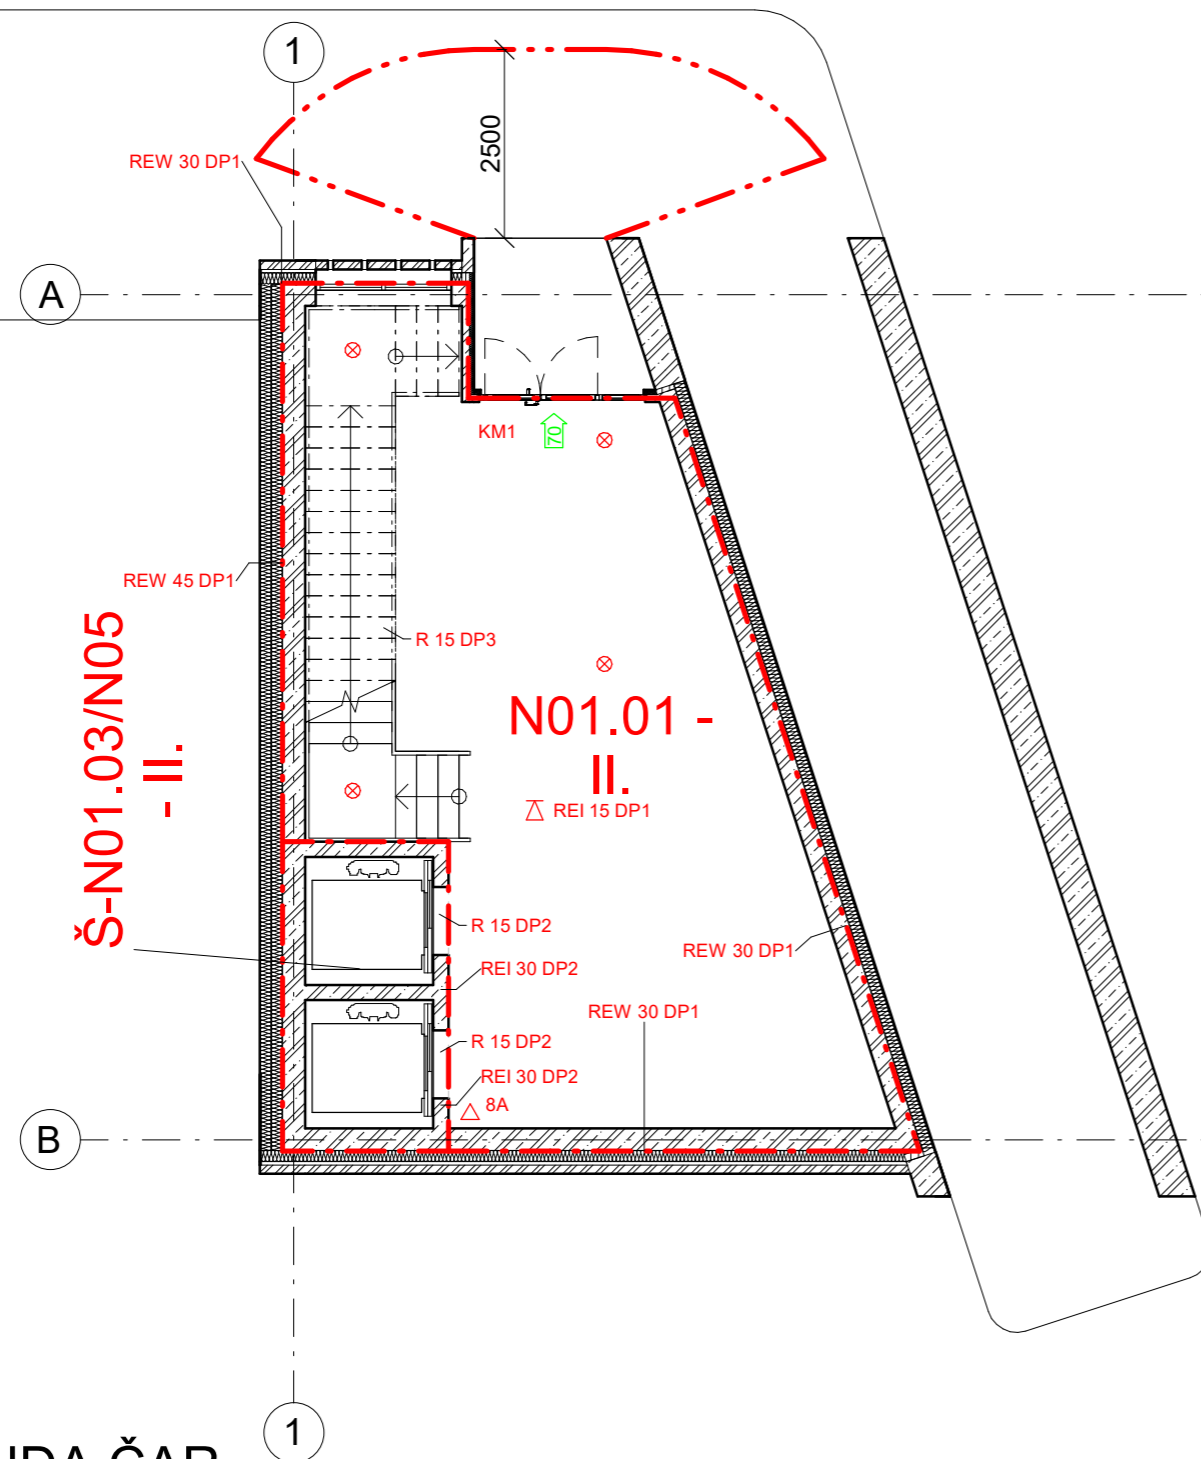 1
2500
REW 30 DP1
A
KM1
70
REW 45 DP1
R 15 DP3
Š-N01.03/N05
- II.
N01.01 -
II.
REI 15 DP1
R 15 DP2
REI 30 DP2
REW 30 DP1
REW 30 DP1
R 15 DP2
REI 30 DP2
8A
B
1